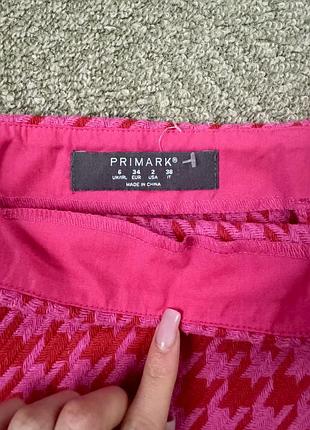 PRIMARK®
6 34 2 38
UK/IRL EUR USA IT
MADE IN CHINA